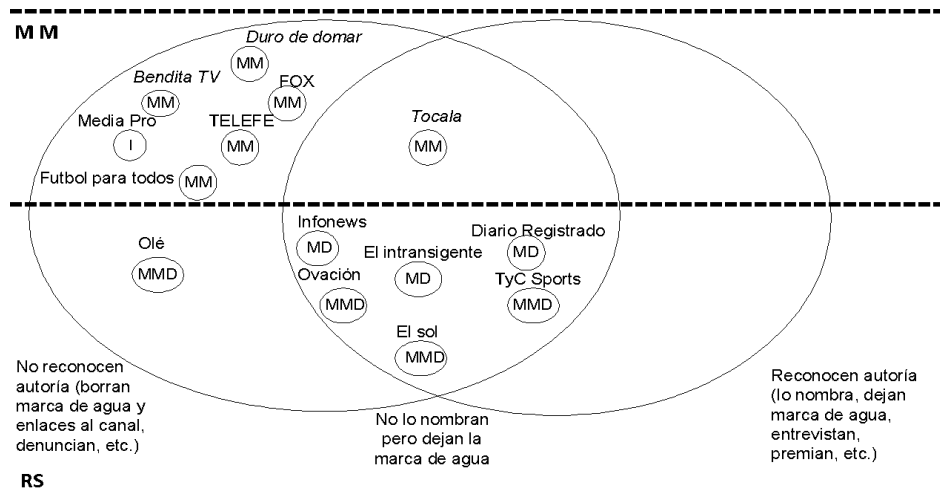 M M
Duro de domar
MM
Bendita TV
FOX
MM
MM
Media Pro
TELEFE
Tocala
I
MM
MM
Futbol para todos
MM
Infonews
Diario Registrado
Olé
MD
El intransigente
MD
MMD
Ovación
MD
TyC Sports
MMD
MMD
El sol
MMD
No reconocen
autoría (borran
marca de agua y
enlaces al canal,
denuncian, etc.)
No lo nombran
pero dejan la
marca de agua
Reconocen autoría
(lo nombra, dejan
marca de agua,
entrevistan,
premian, etc.)
RS